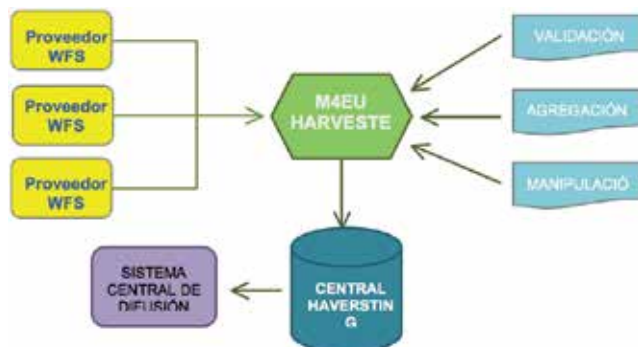 Proveedor
WFS
Proveedor
WFS
Proveedor
WFS
M4EU
HARVESTE
VALIDACIÓN
AGREGACIÓN
MANIPULACIÓ
SISTEMA
CENTRAL DE
DIFUSIÓN
CENTRAL
HAVERSTIN
G